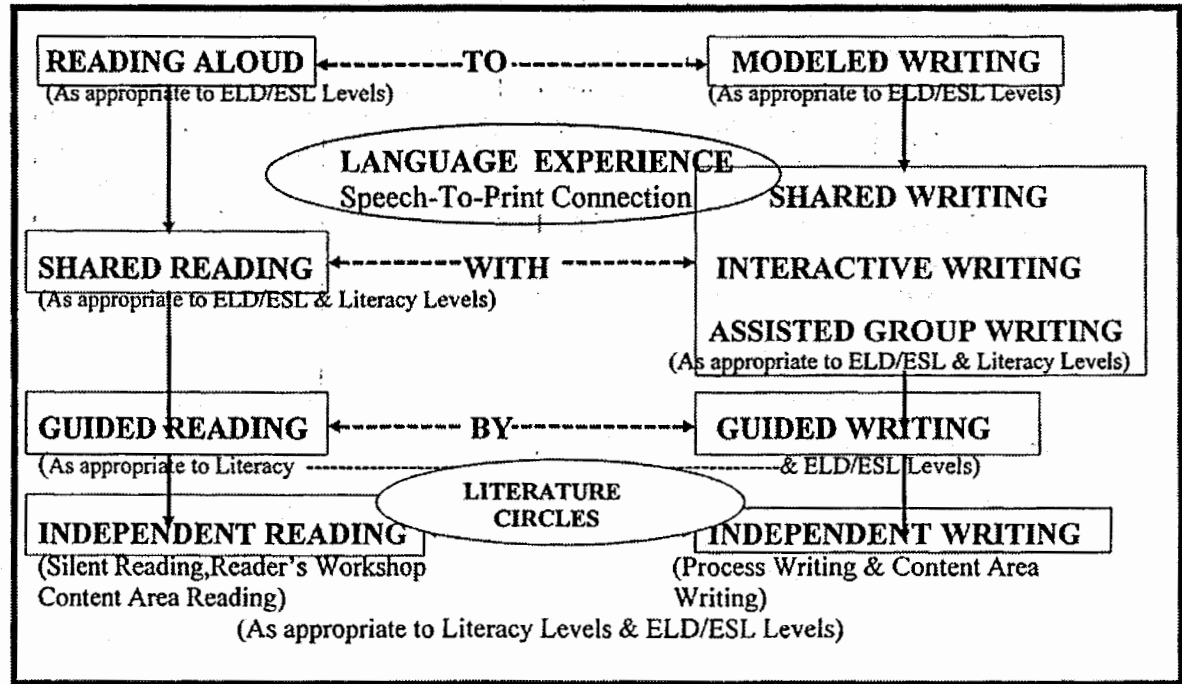 READING ALOUD TO MODELED WRITING
(As appropriate to ELD/ESL Levels) (As appropriate to ELD/ESL Levels)
LANGUAGE EXPERIENCE
Speech-To-Print Connection SHARED WRITING
SHARED READING WITH INTERACTIVE WRITING
(As appropriate to ELD/ESL & Literacy Levels)
ASSISTED GROUP WRITING
(As appropriate to ELD/ESL & Literacy Levels)
GUIDED READING BY GUIDED WRITING
(As appropriate to Literacy & ELD/ESL Levels)
LITERATURE
CIRCLES
INDEPENDENT READING INDEPENDENT WRITING
(Silent Reading,Reader's Workshop (Process Writing & Content Area
Content Area Reading) Writing)
(As appropriate to Literacy Levels & ELD/ESL Levels)